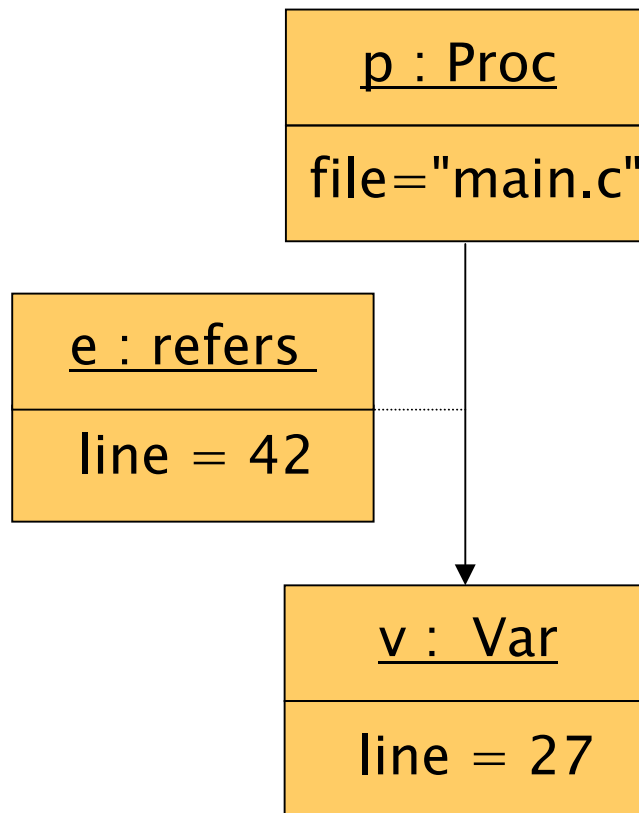 p : Proc
file="main.c"
e : refers
line = 42
v : Var
line = 27